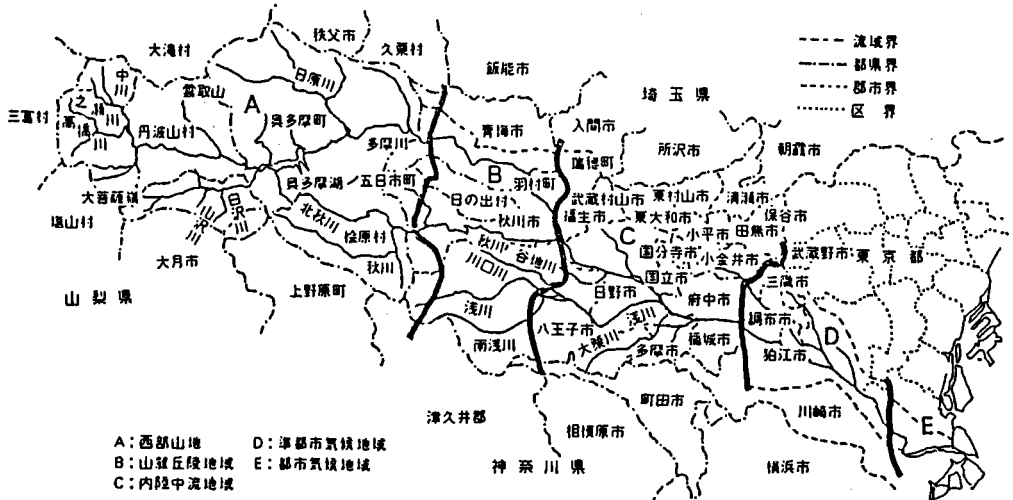 秩父市
大滝村
久栗村
飯能市
流域界
都県界
郡市界
区界
埼玉県
中川
日原川
雲取山
A
三富村
之瀬川
高橋川
丹波山村
奥多摩町
多摩川
青梅市
入間市
所沢市
朝霞市
瑞穂町
B
羽村町
大菩薩嶺
奥多摩湖
五日市町
日の出村
武蔵村山市
東村山市
清瀬市
塩山村
小沢川
白沢川
北秋川
桧原村
秋川市
福生市
東大和市
小平市
田無市
保谷市
C
大月市
秋川
秋川
谷地川
川口川
国分寺市
小金井市
武蔵野市
東京都
国立市
三鷹市
山梨県
上野原町
浅川
日野市
府中市
調布市
南浅川
八王子市
大栗川
浅川
多摩市
稲城市
狛江市
D
町田市
川崎市
E
津久井郡
相模原市
神奈川県
横浜市
A：西部山地
D：準都市気候地域
B：山麓丘陵地域
E：都市気候地域
C：内陸中流地域